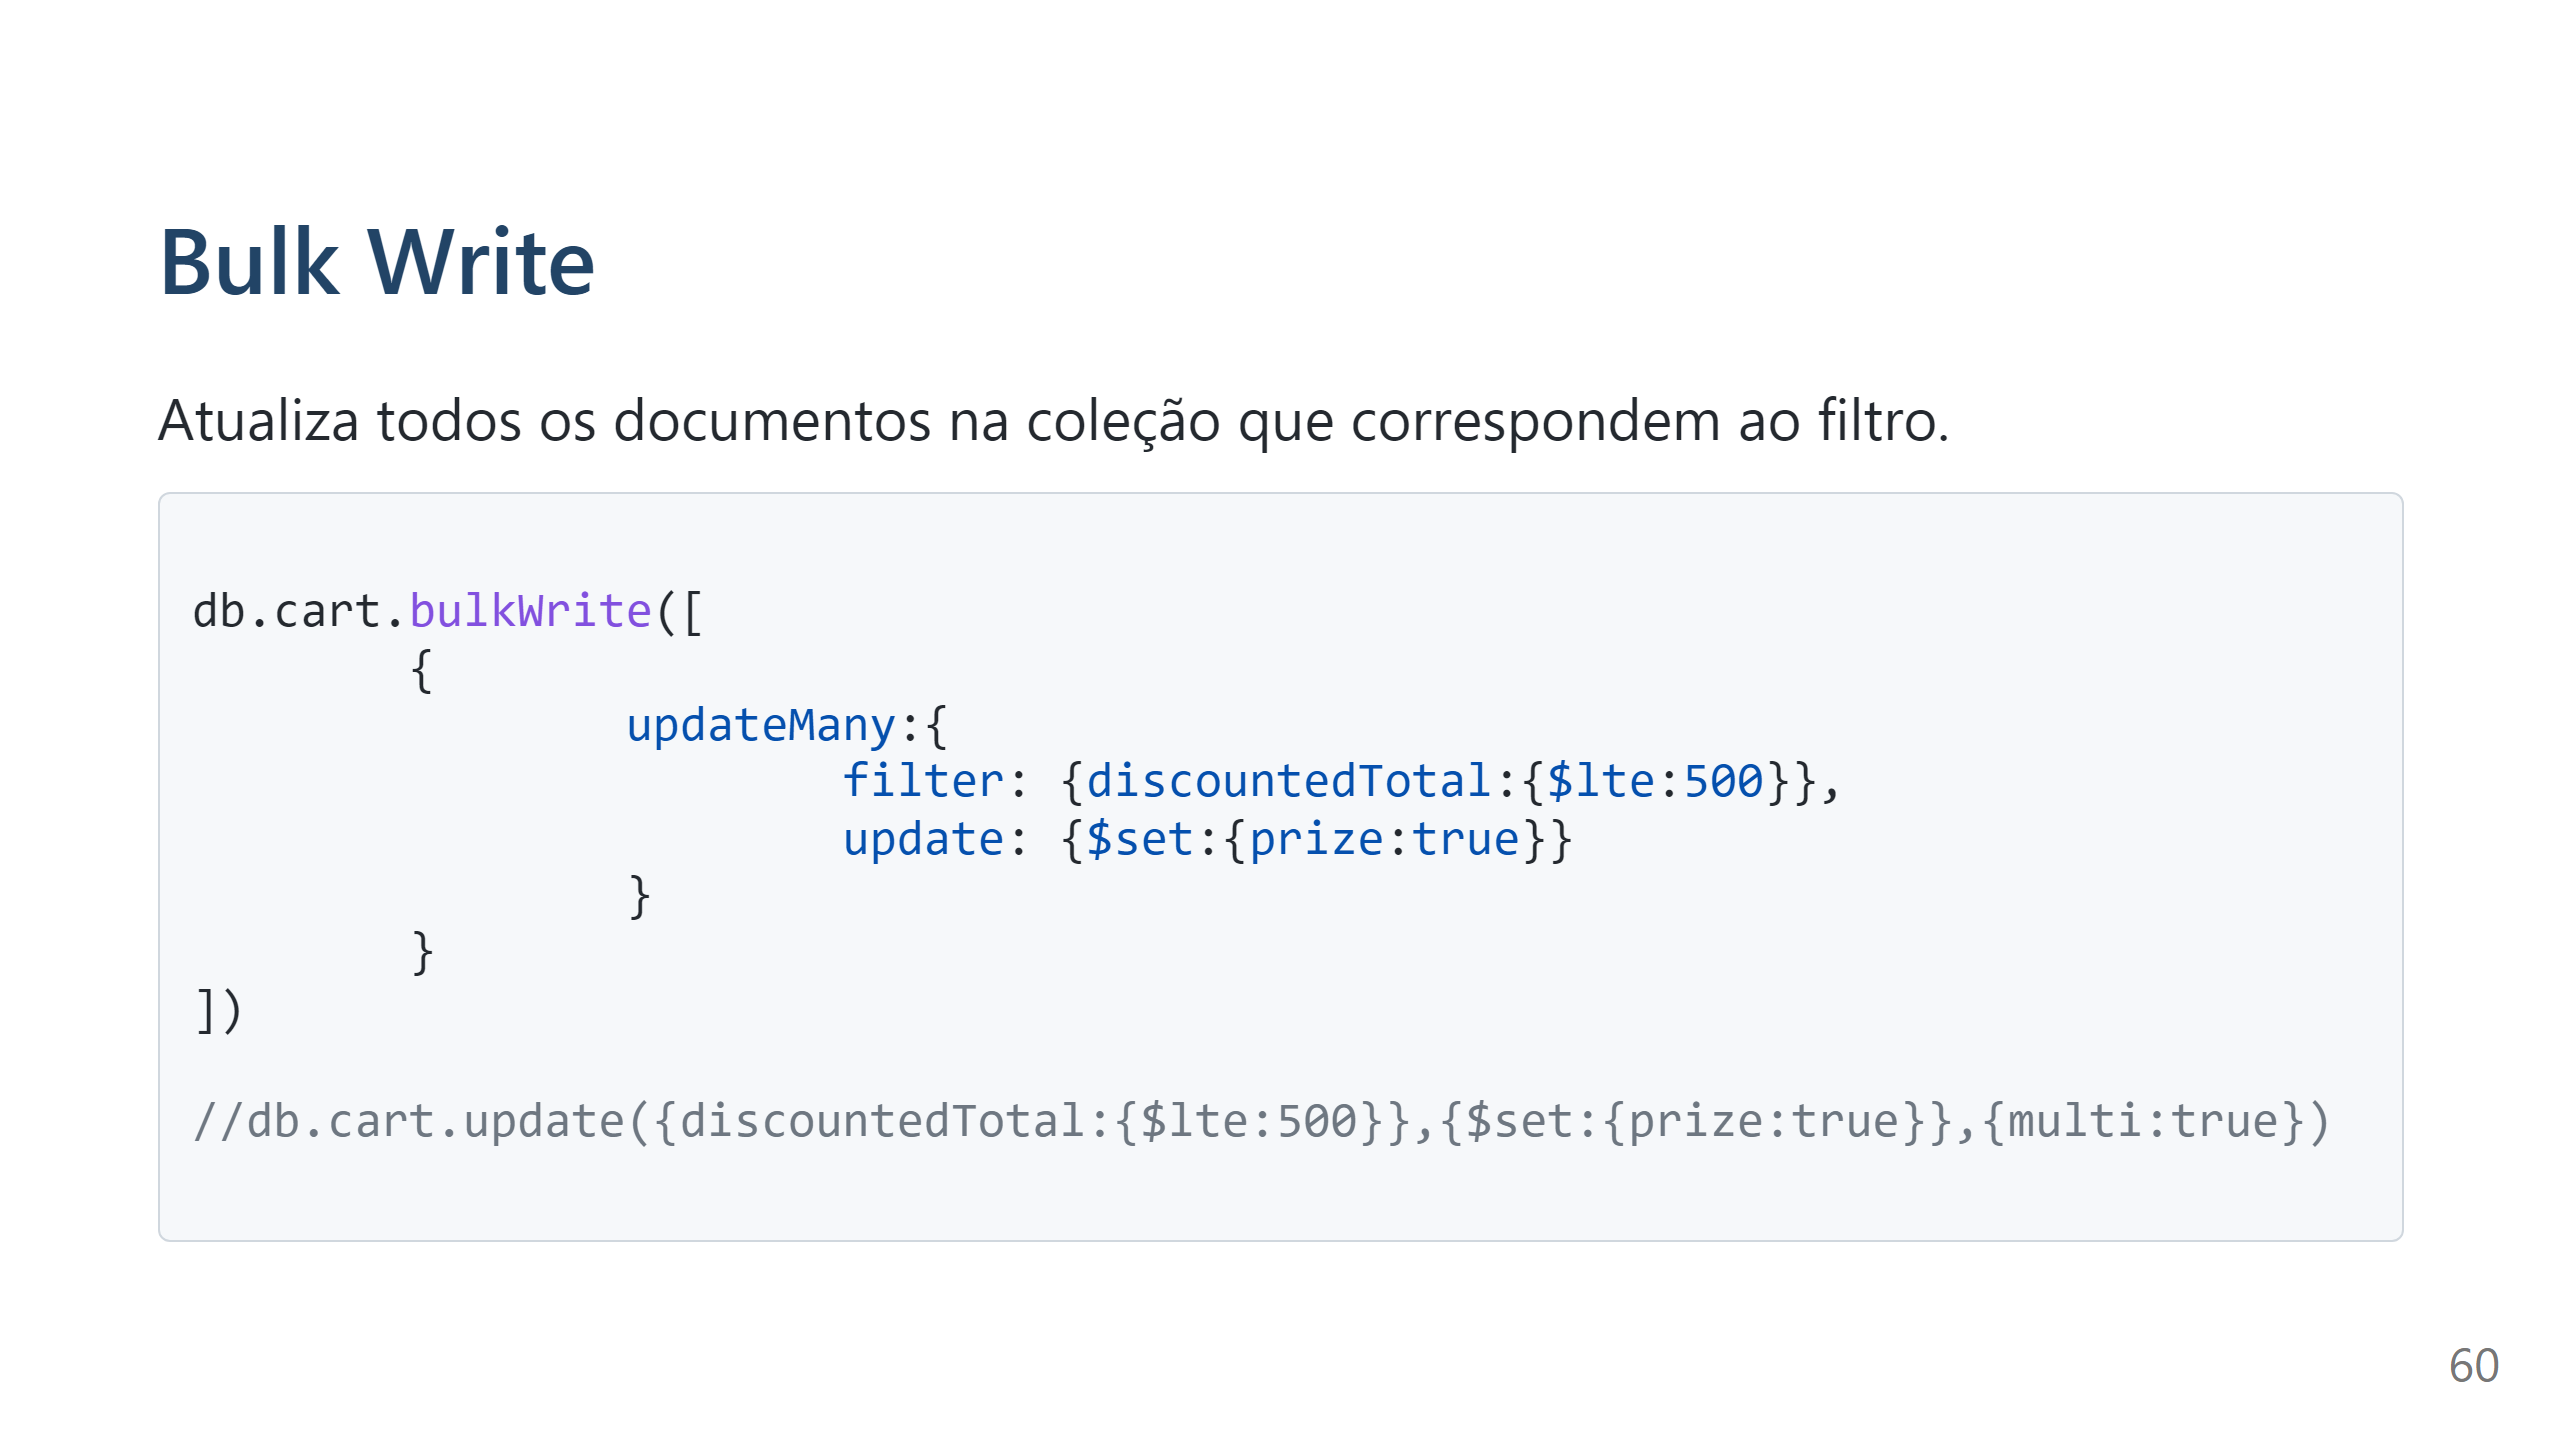 Bulk Write
Atualiza todos os documentos na coleção que correspondem ao filtro.
db.cart.bulkWrite([
        {
                updateMany:{
                        filter: {discountedTotal:{$lte:500}},
                        update: {$set:{prize:true}}
                }
        }
])
//db.cart.update({discountedTotal:{$lte:500}},{$set:{prize:true}},{multi:true})
60